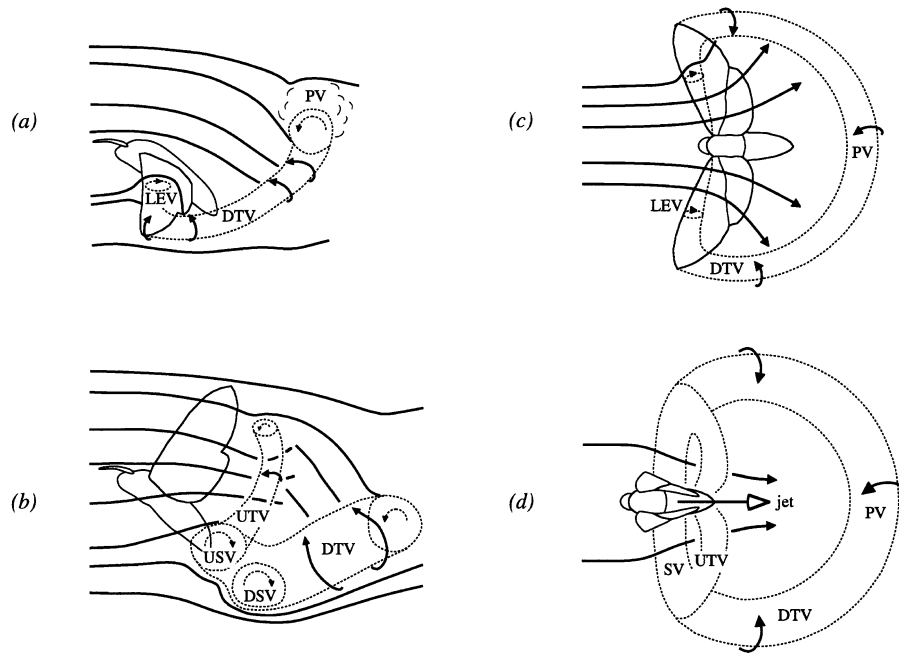 (a)
PV
LEV
DTV
(c)
PV
LEV
DTV
(b)
UTV
USV
DTV
DSV
(d)
jet
PV
SV
UTV
DTV